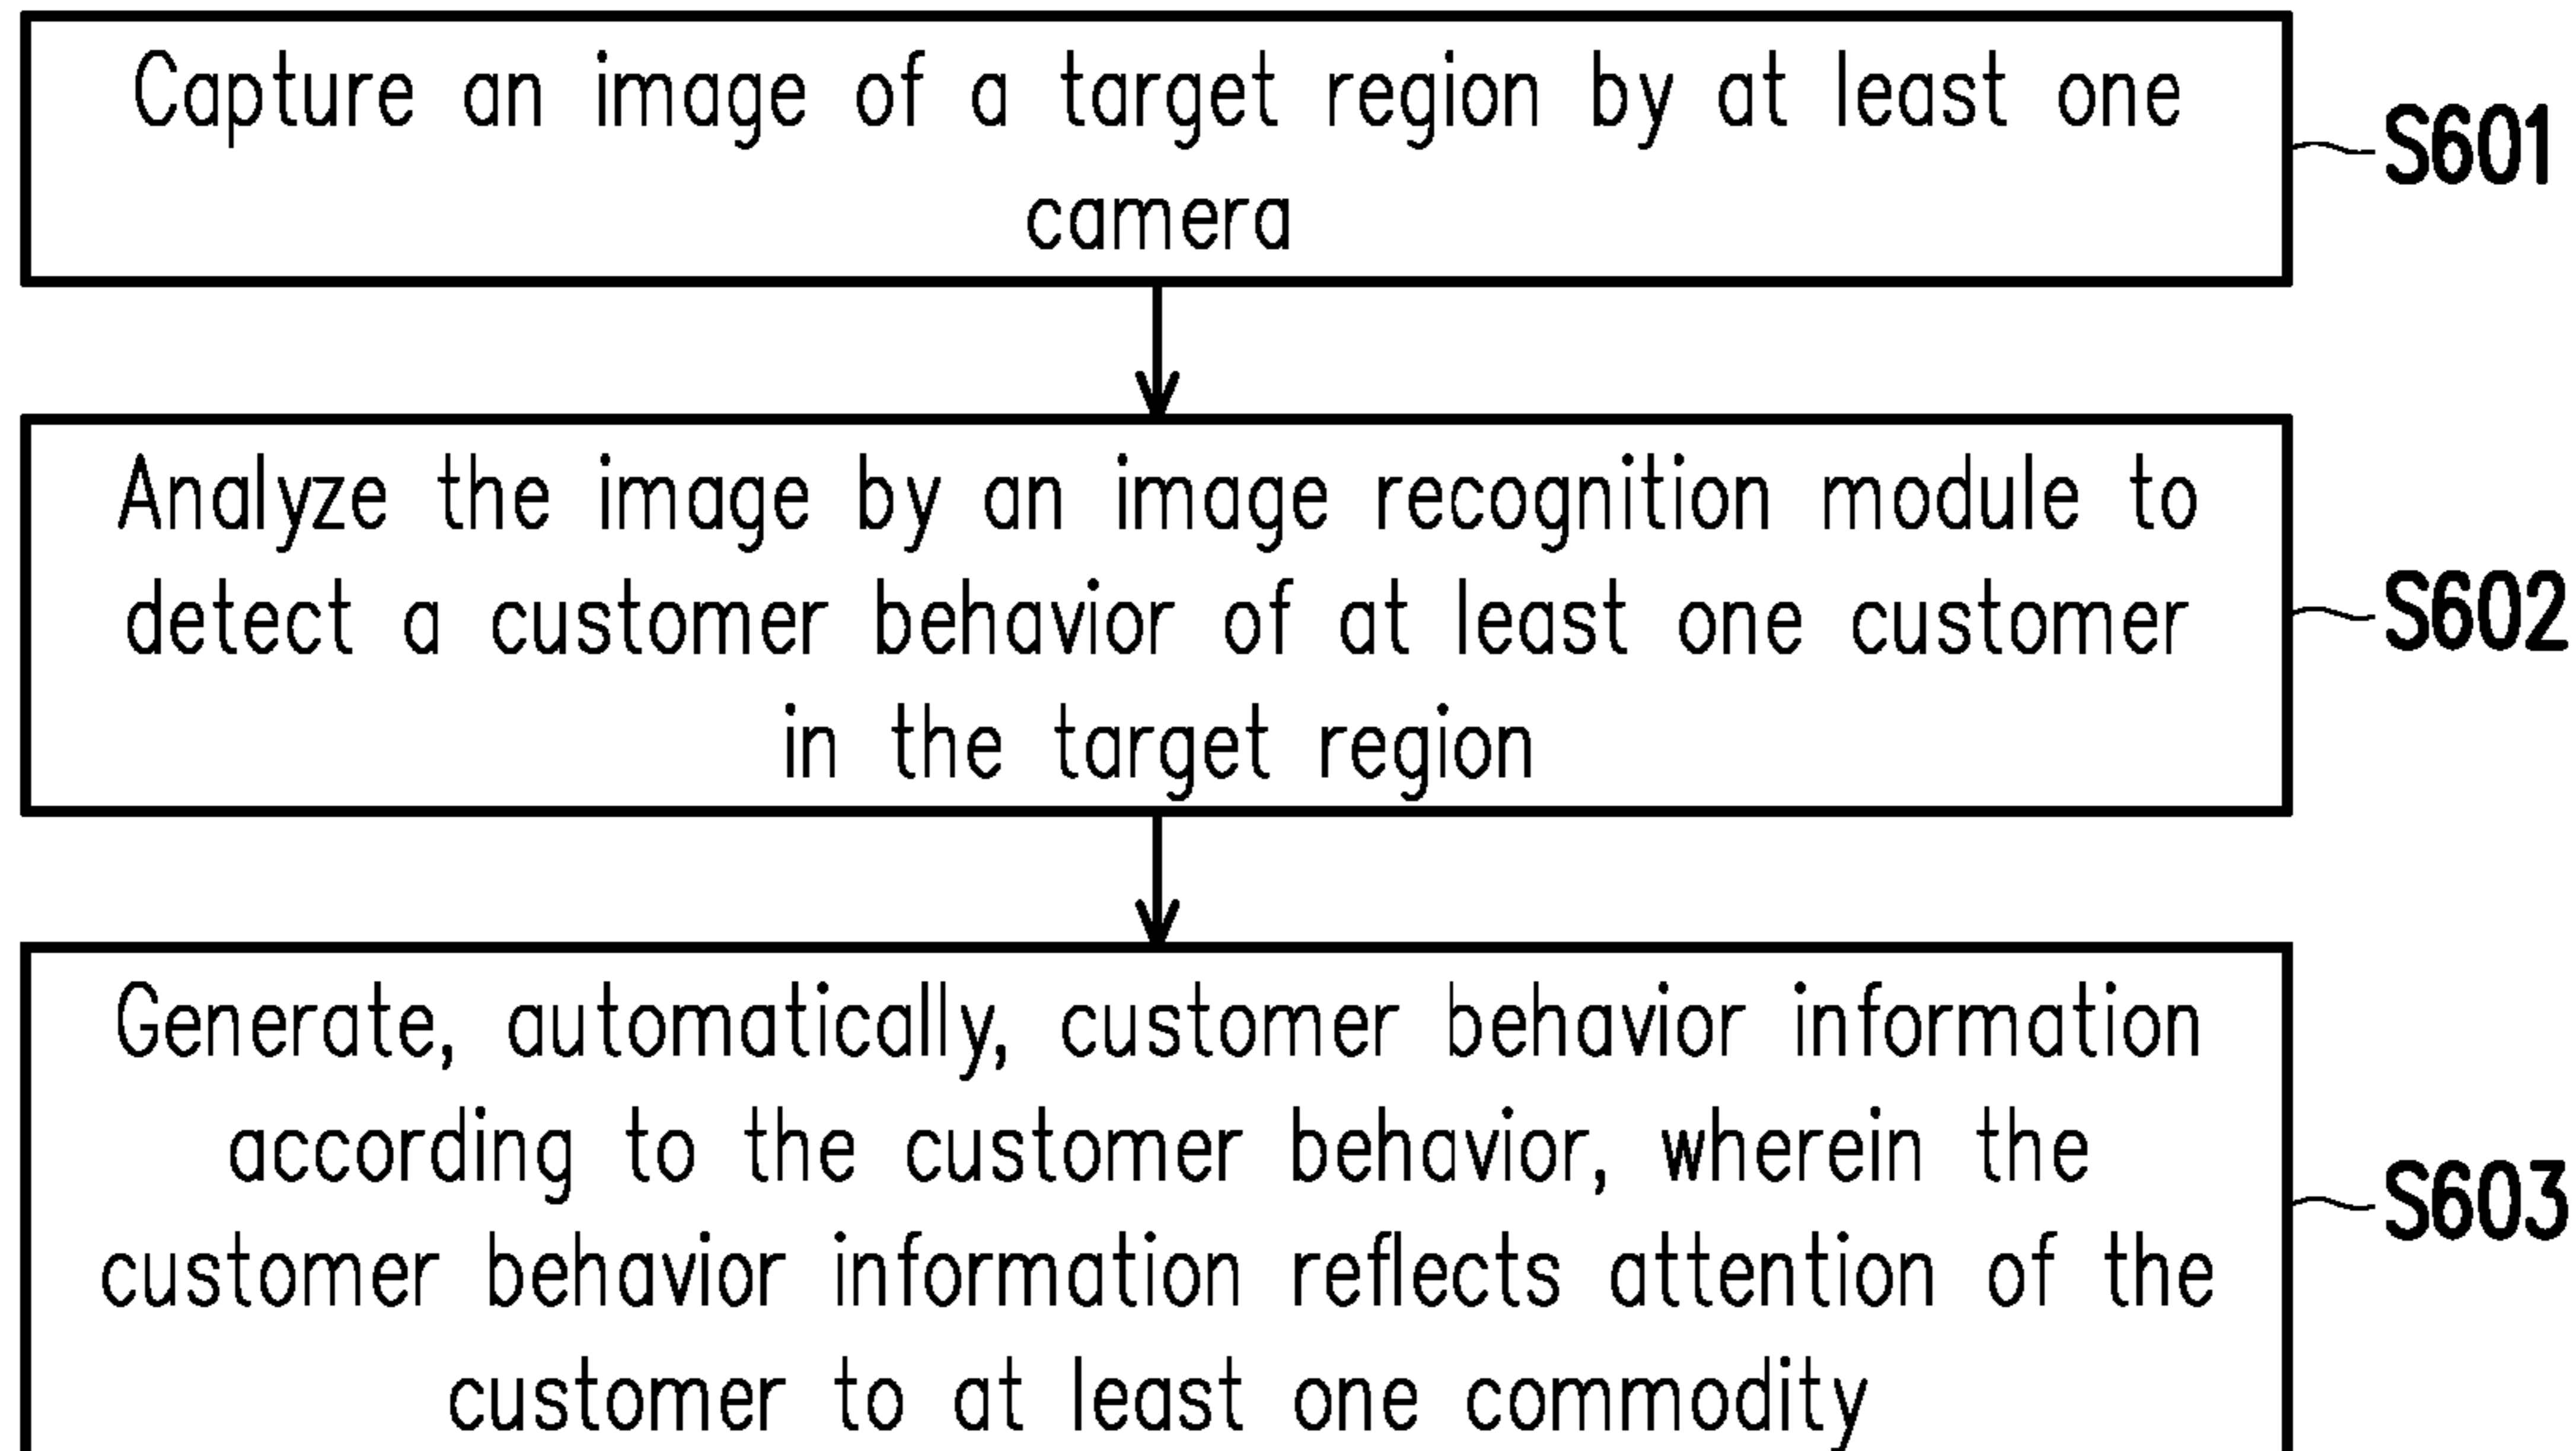 Capture an image of a target region by at least one
camera
S601
Analyze the image by an image recognition module to
detect a customer behavior of at least one customer
in the target region
S602
Generate, automatically, customer behavior information
according to the customer behavior, wherein the
customer behavior information reflects attention of the
customer to at least one commodity
S603